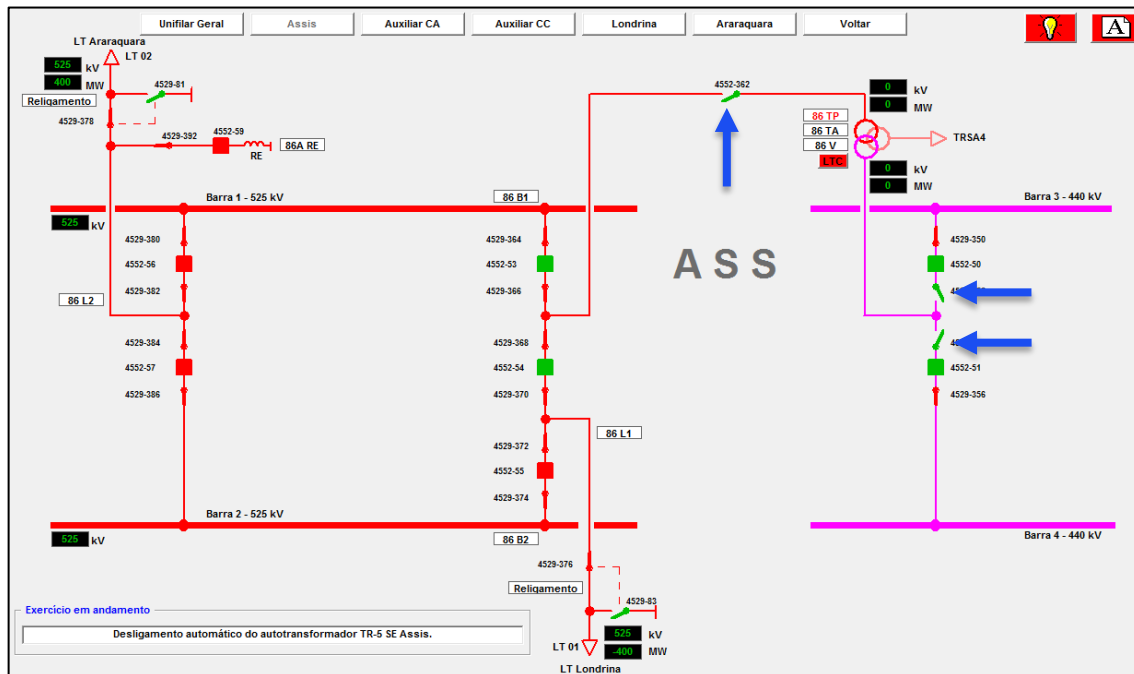 Unifilar Geral
Assis
Auxiliar CA
Auxiliar CC
Londrina
Araraquara
Voltar
A
LT Araraquara
LT 02
525 kV
400 MW
Religamento
4529-81
4529-378
4529-392
4552-59
RE
86A RE
4552-362
0 kV
0 MW
86 TP
86 TA
86 V
LTC
TRSA4
0 kV
0 MW
Barra 1 - 525 kV
86 B1
Barra 3 - 440 kV
525 kV
4529-380
4552-56
4529-382
86 L2
4529-384
4552-57
4529-386
4529-364
4552-53
4529-366
4529-368
4552-54
4529-370
86 L1
4529-372
4552-55
4529-374
A S S
4529-350
4552-50
4552-51
4529-356
Barra 2 - 525 kV
86 B2
Barra 4 - 440 kV
525 kV
4529-376
Religamento
4529-83
525 kV
-400 MW
LT 01
LT Londrina
Exercício em andamento
Desligamento automático do autotransformador TR-5 SE Assis.